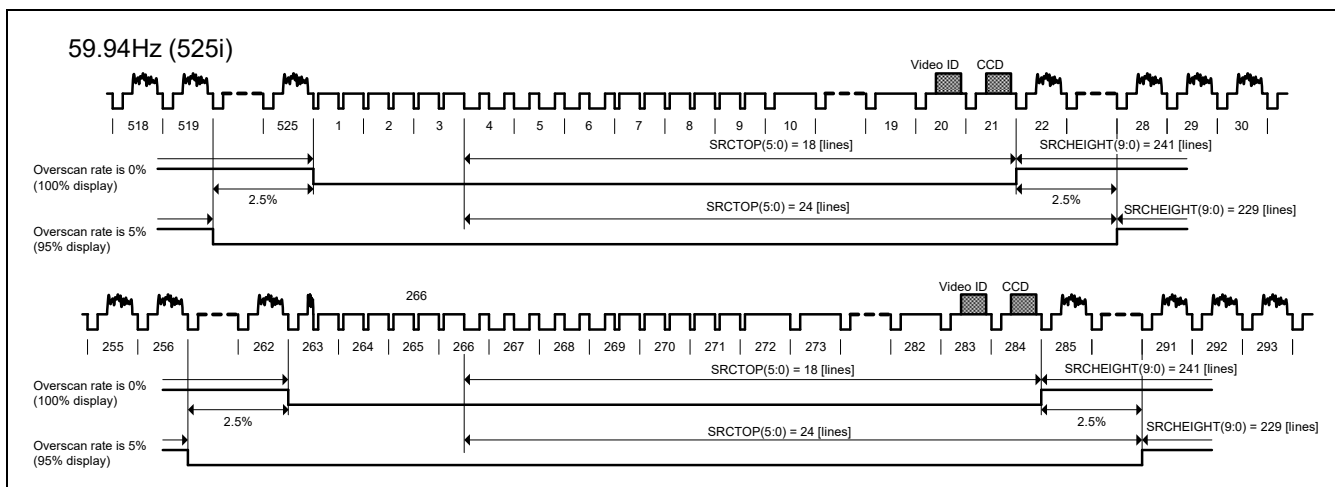 59.94Hz (525i)
Video ID CCD
518 519 525 1 2 3 4 5 6 7 8 9 10 19 20 21 22 28 29 30
SRCTOP(5:0) = 18 [lines] SRCHEIGHT(9:0) = 241 [lines]
Overscan rate is 0%
(100% display)
2.5% 2.5%
SRCTOP(5:0) = 24 [lines] SRCHEIGHT(9:0) = 229 [lines]
Overscan rate is 5%
(95% display)
266
Video ID CCD
255 256 262 263 264 265 266 267 268 269 270 271 272 273 282 283 284 285 291 292 293
SRCTOP(5:0) = 18 [lines] SRCHEIGHT(9:0) = 241 [lines]
Overscan rate is 0%
(100% display)
2.5% 2.5%
SRCTOP(5:0) = 24 [lines] SRCHEIGHT(9:0) = 229 [lines]
Overscan rate is 5%
(95% display)